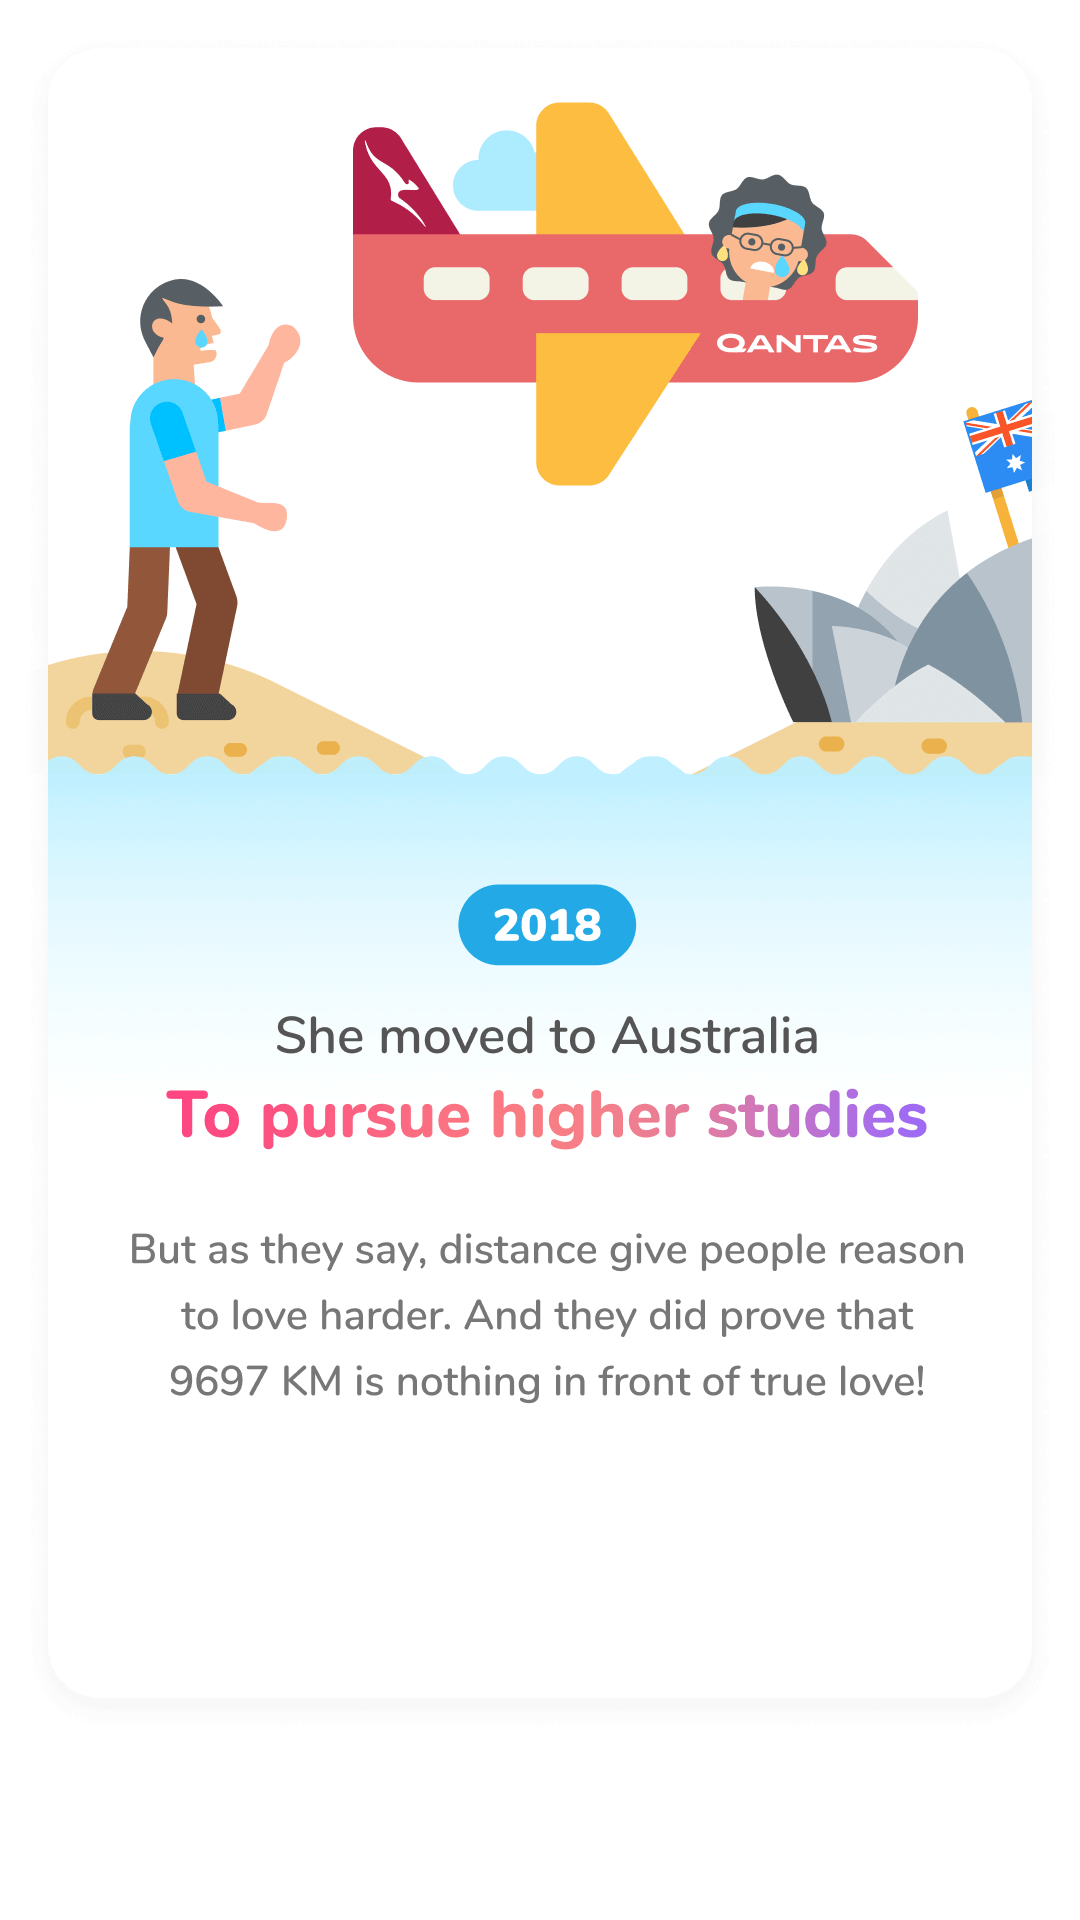 QANTAS
2018
She moved to Australia
To pursue higher studies
But as they say, distance give people reason
to love harder. And they did prove that
9697 KM is nothing in front of true love!